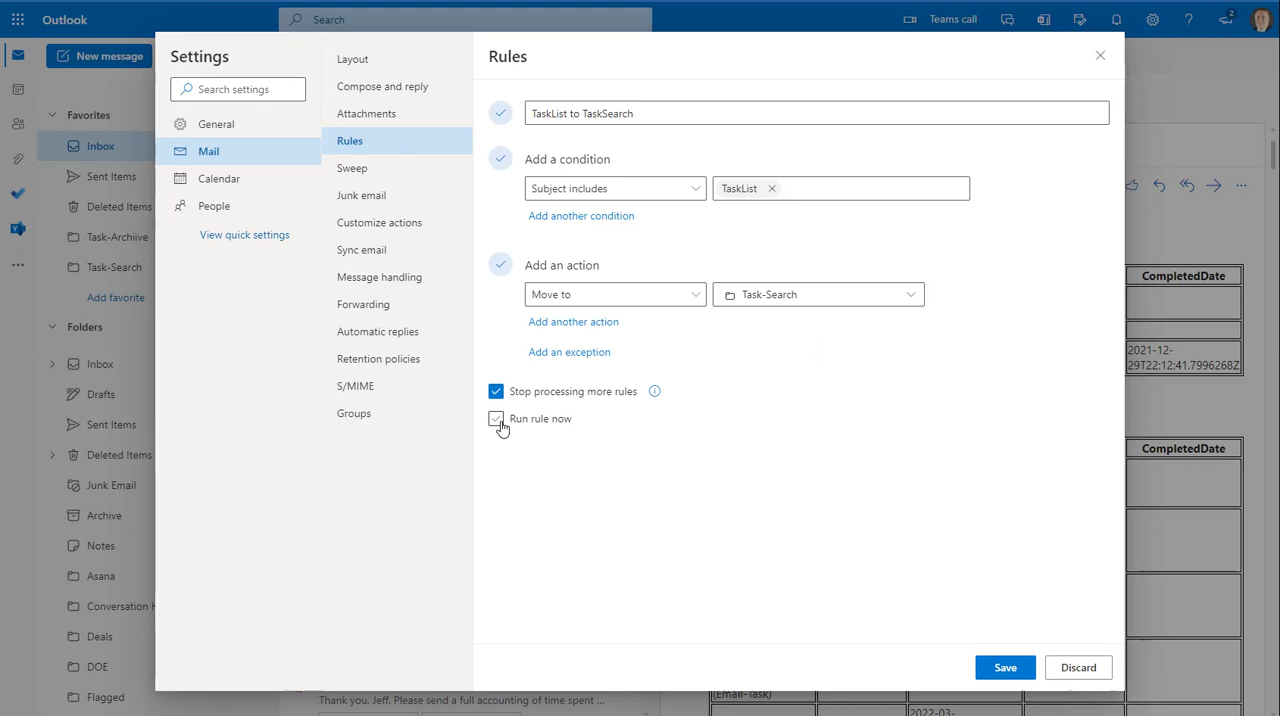 Outlook
Search
Teams call
2
New message
Favorites
Inbox
Sent Items
Deleted Items
Task-Archiive
Task-Search
Add favorite
Folders
Inbox
Drafts
Sent Items
Deleted Items
Junk Email
Archive
Notes
Asana
Conversation H
Deals
DOE
Flagged
Settings
Search settings
General
Mail
Calendar
People
View quick settings
Layout
Compose and reply
Attachments
Rules
Sweep
Junk email
Customize actions
Sync email
Message handling
Forwarding
Automatic replies
Retention policies
S/MIME
Groups
Rules
TaskList to TaskSearch
Add a condition
Subject includes
TaskList
Add another condition
Add an action
Move to
Task-Search
Add another action
Add an exception
Stop processing more rules
Run rule now
Save
Discard
CompletedDate
2021-12-
29T22:12:41.7996268Z
CompletedDate
Thank you, Jeff. Please send a full accounting of time spent ...
(Email-Task)
2022-03-